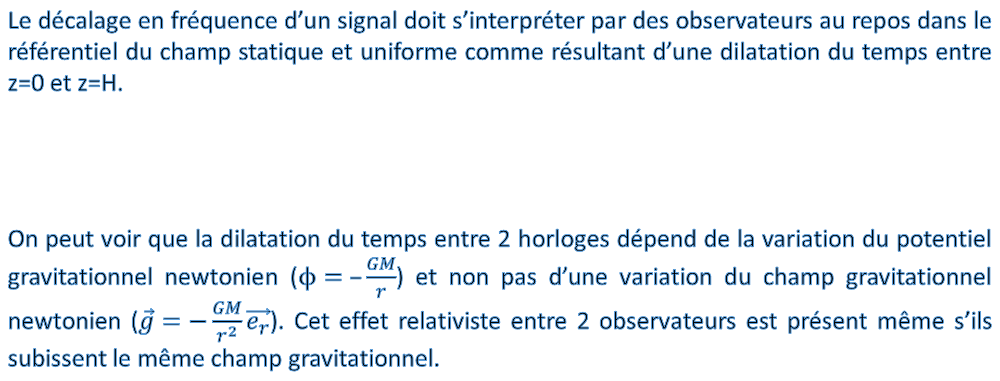 Le décalage en fréquence d’un signal doit s’interpréter par des observateurs au repos dans le
référentiel du champ statique et uniforme comme résultant d’une dilatation du temps entre
z=0 et z=H.
On peut voir que la dilatation du temps entre 2 horloges dépend de la variation du potentiel
gravitationnel newtonien (ϕ = −\frac{GM}{r}) et non pas d’une variation du champ gravitationnel
newtonien (\vec{g} = −\frac{GM}{r^2}\vec{e_r}). Cet effet relativiste entre 2 observateurs est présent même s’ils
subissent le même champ gravitationnel.